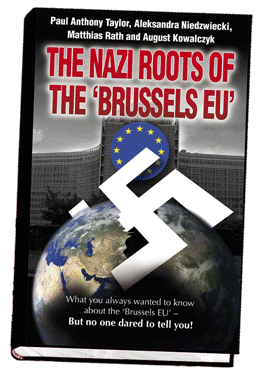 Paul Anthony Taylor, Aleksandra Niedzwiecki,
Matthias Rath and August Kowalczyk
THE NAZI ROOTS OF
THE ‘BRUSSELS EU’
What you always wanted to know
about the ‘Brussels EU’ –
But no one dared to tell you!